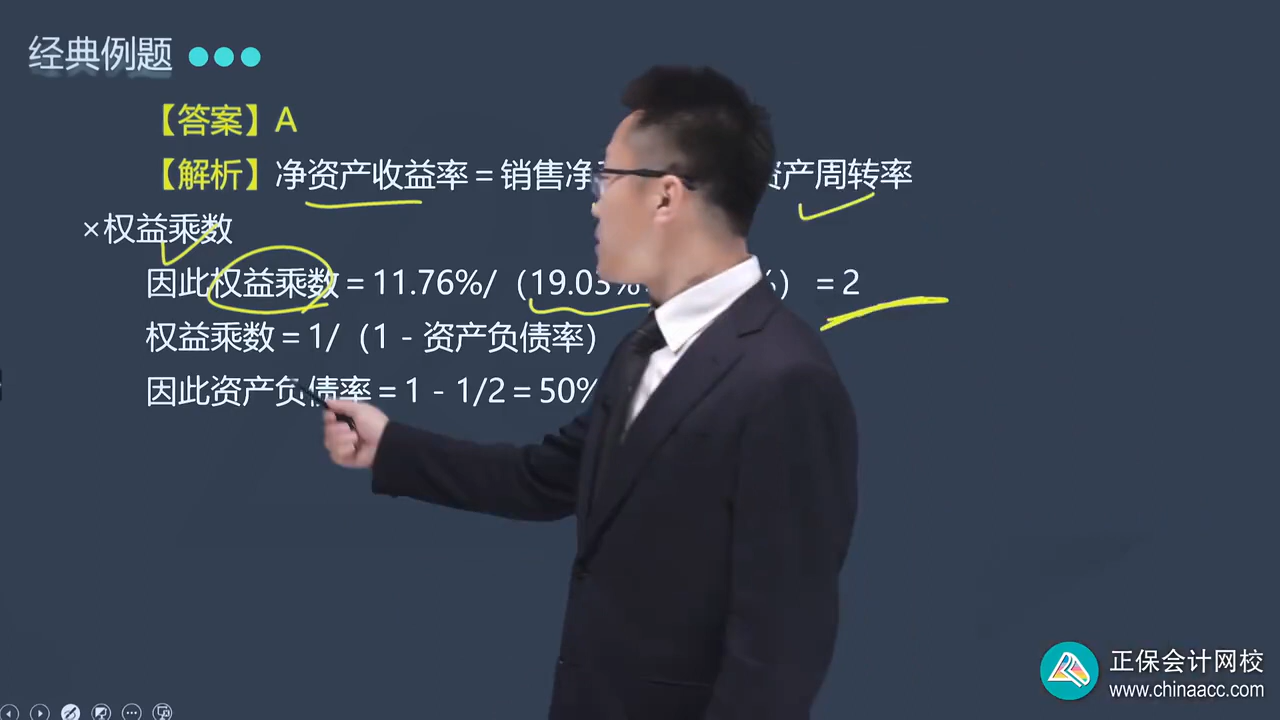 经典例题
【答案】A
【解析】净资产收益率＝销售净 资产周转率
×权益乘数
因此权益乘数＝11.76%/（19.03% %）＝2
权益乘数＝1/（1－资产负债率）
因此资产负债率＝1－1/2＝50%
正保会计网校
www.chinaacc.com